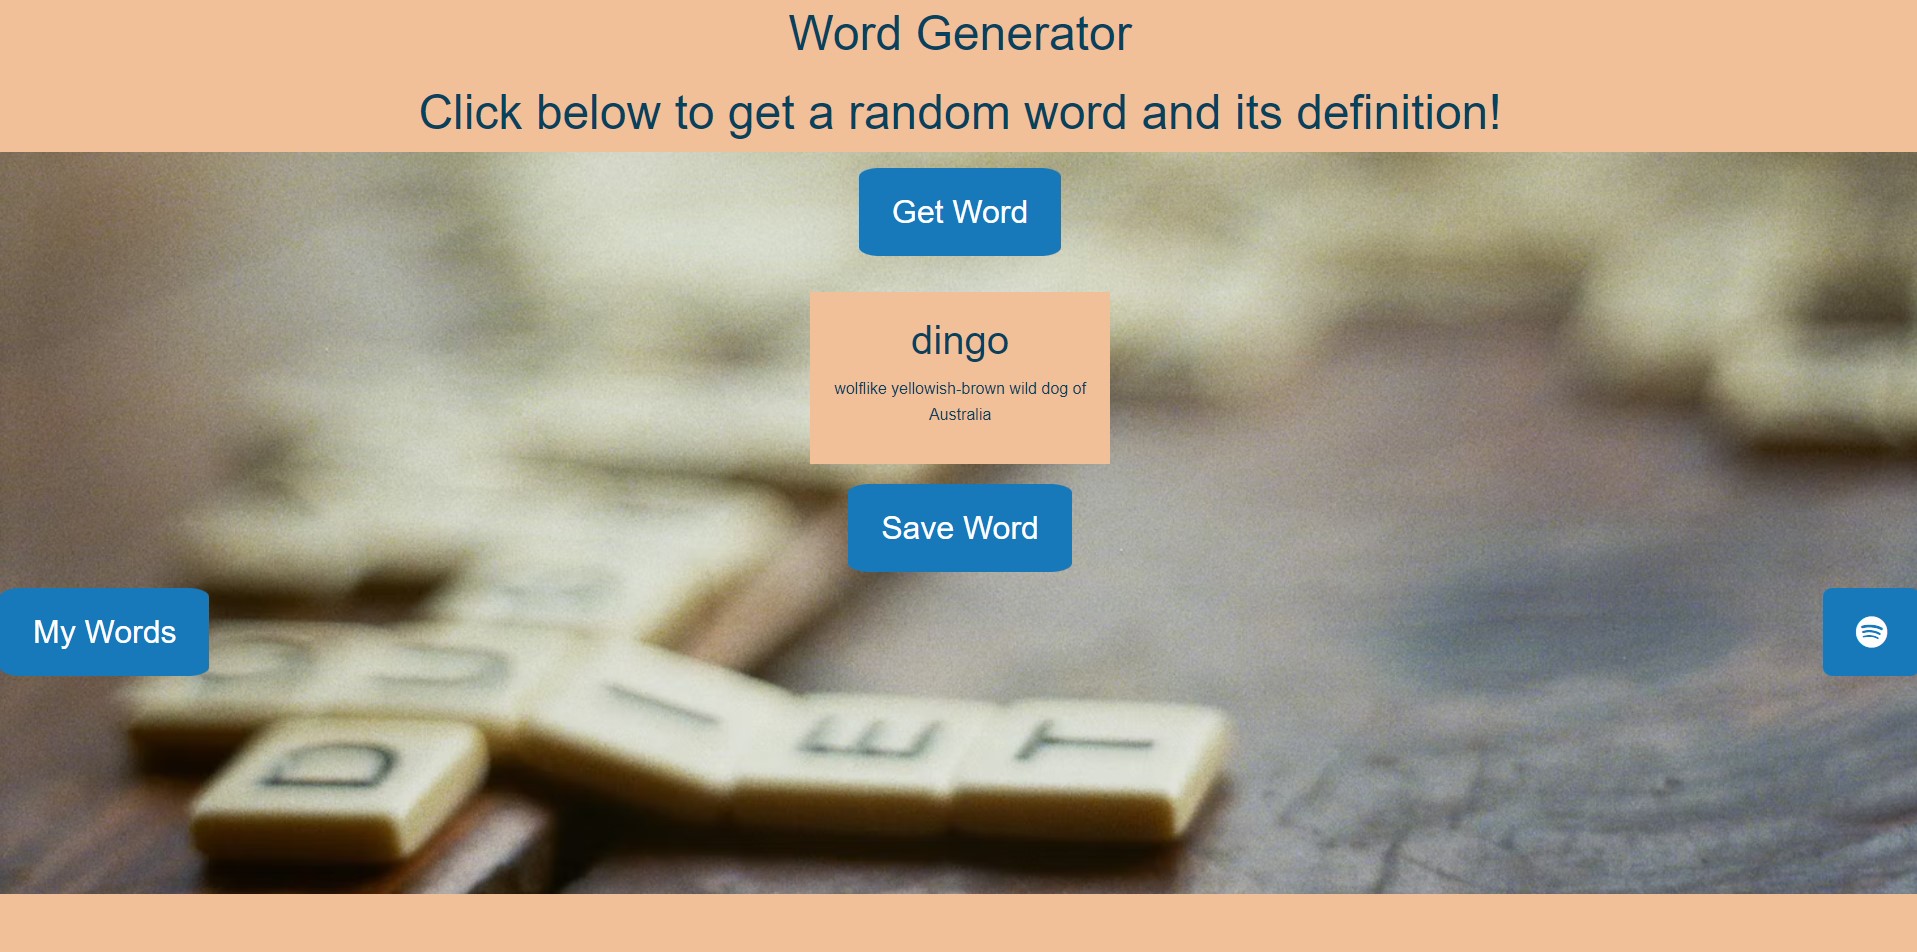 Word Generator
Click below to get a random word and its definition!
Get Word
dingo
wolflike yellowish-brown wild dog of
Australia
Save Word
My Words
QUIET
D